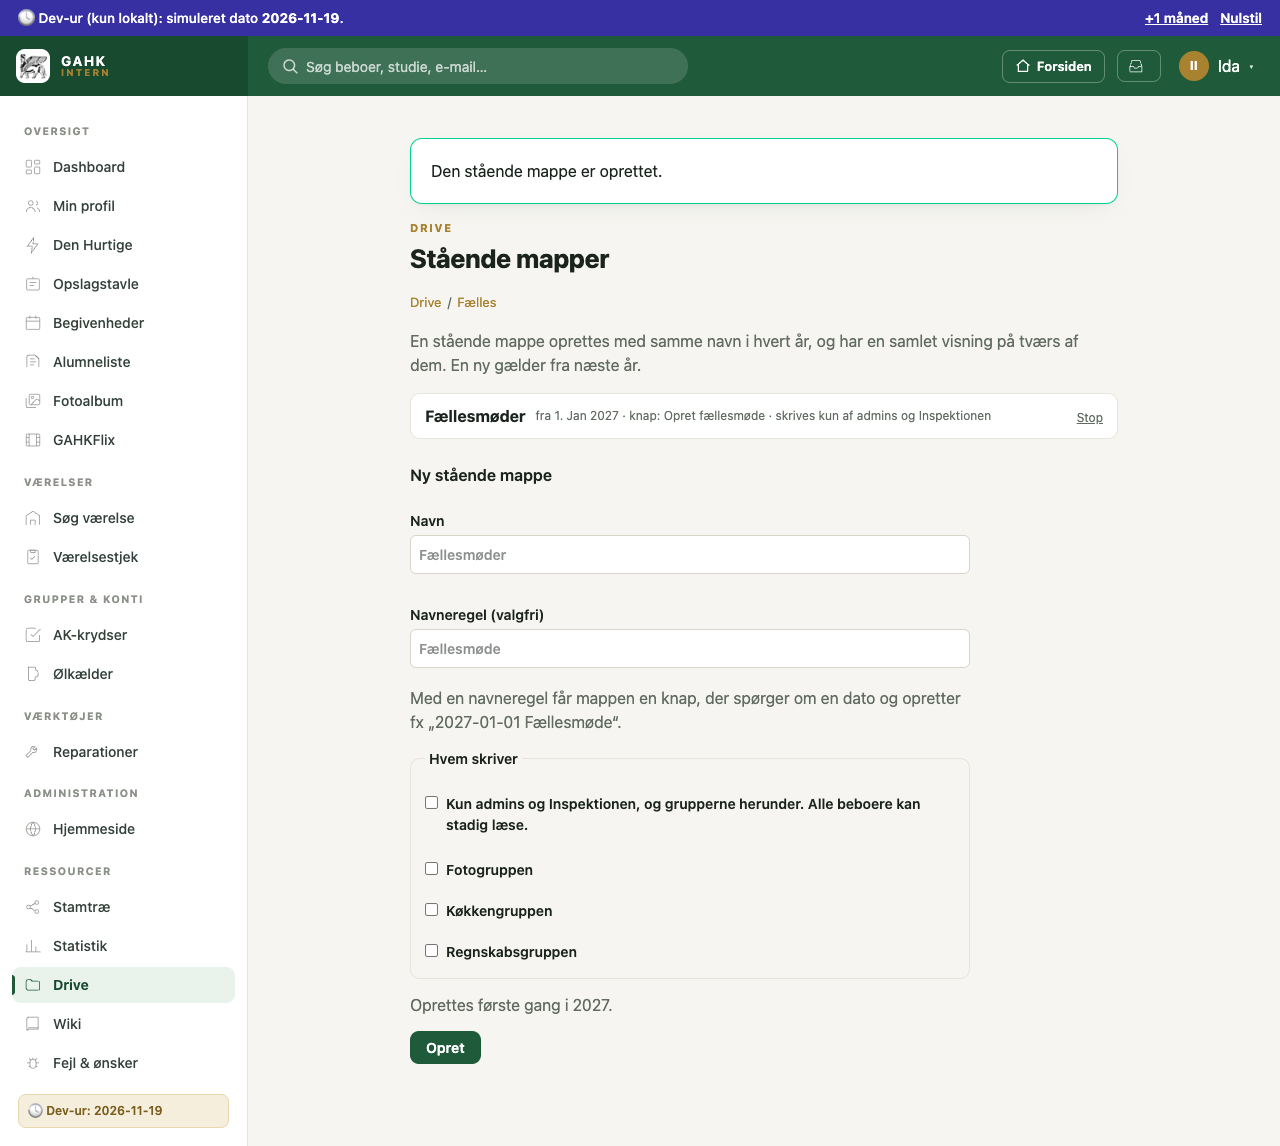 Dev-ur (kun lokalt): simuleret dato 2026-11-19.
+1 måned Nulstil
GAHK
INTERN
Søg beboer, studie, e-mail...
Forsiden
II
Ida
OVERSIGT
Dashboard
Min profil
Den Hurtige
Opslagstavle
Begivenheder
Alumneliste
Fotoalbum
GAHKFlix
VÆRELSER
Søg værelse
Værelsestjek
GRUPPER & KONTI
AK-krydser
Ølkælder
VÆRKTØJER
Reparationer
ADMINISTRATION
Hjemmeside
RESSOURCER
Stamtræ
Statistik
Drive
Wiki
Fejl & ønsker
Dev-ur: 2026-11-19
Den stående mappe er oprettet.
DRIVE
Stående mapper
Drive / Fælles
En stående mappe oprettes med samme navn i hvert år, og har en samlet visning på tværs af
dem. En ny gælder fra næste år.
Fællesmøder fra 1. Jan 2027 · knap: Opret fællesmøde · skrives kun af admins og Inspektionen
Stop
Ny stående mappe
Navn
Fællesmøder
Navneregel (valgfri)
Fællesmøde
Med en navneregel får mappen en knap, der spørger om en dato og opretter
fx „2027-01-01 Fællesmøde“.
Hvem skriver
Kun admins og Inspektionen, og grupperne herunder. Alle beboere kan
stadig læse.
Fotogruppen
Køkkengruppen
Regnskabsgruppen
Oprettes første gang i 2027.
Opret